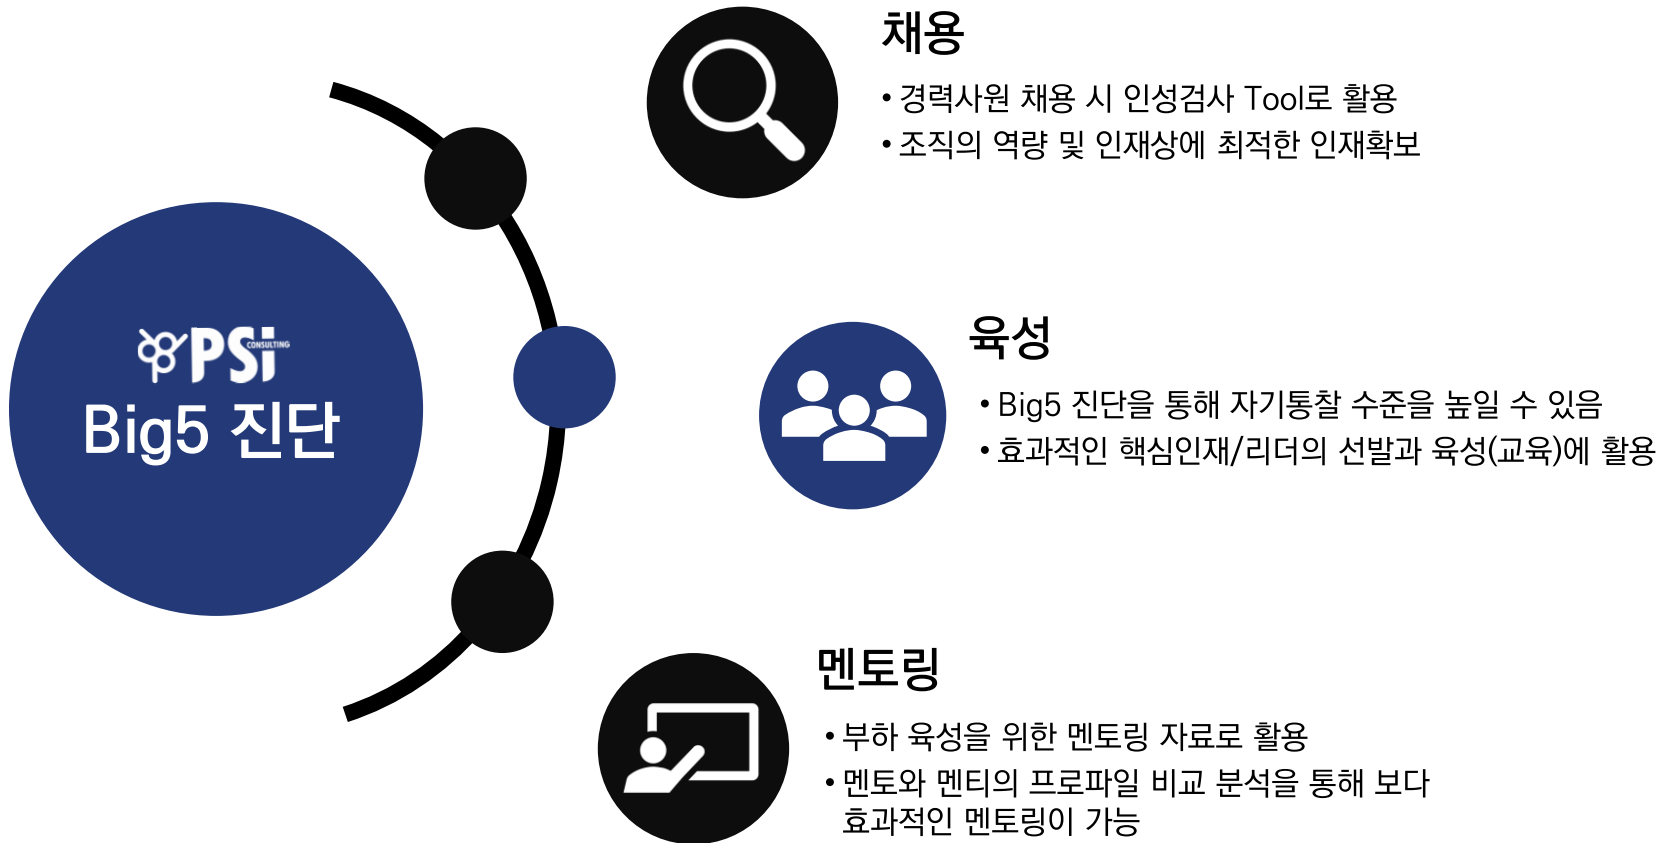 채용
• 경력사원 채용 시 인성검사 Tool로 활용
• 조직의 역량 및 인재상에 최적한 인재확보
PSi CONSULTING
Big5 진단
육성
• Big5 진단을 통해 자기통찰 수준을 높일 수 있음
• 효과적인 핵심인재/리더의 선발과 육성(교육)에 활용
멘토링
• 부하 육성을 위한 멘토링 자료로 활용
• 멘토와 멘티의 프로파일 비교 분석을 통해 보다
효과적인 멘토링이 가능